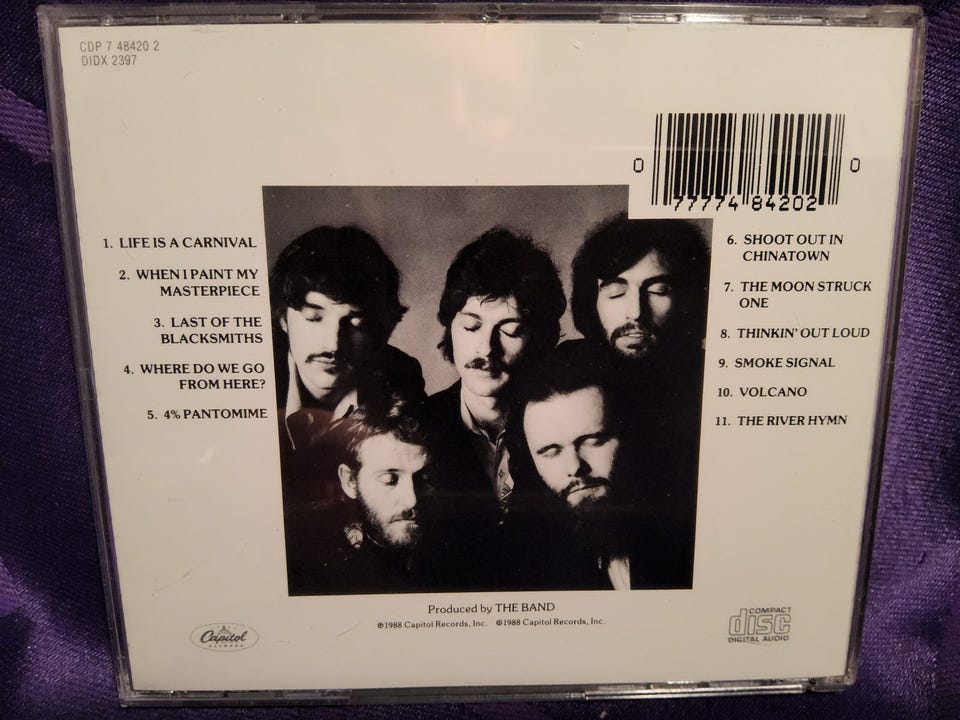 CDP 7 48420 2
DIDX 2397
0 77774 84202 0
1. LIFE IS A CARNIVAL
2. WHEN I PAINT MY
MASTERPIECE
3. LAST OF THE
BLACKSMITHS
4. WHERE DO WE GO
FROM HERE?
5. 4% PANTOMIME
6. SHOOT OUT IN
CHINATOWN
7. THE MOON STRUCK
ONE
8. THINKIN' OUT LOUD
9. SMOKE SIGNAL
10. VOLCANO
11. THE RIVER HYMN
Produced by THE BAND
℗1988 Capitol Records, Inc. ©1988 Capitol Records, Inc.
Capitol
RECORDS
COMPACT
disc
DIGITAL AUDIO